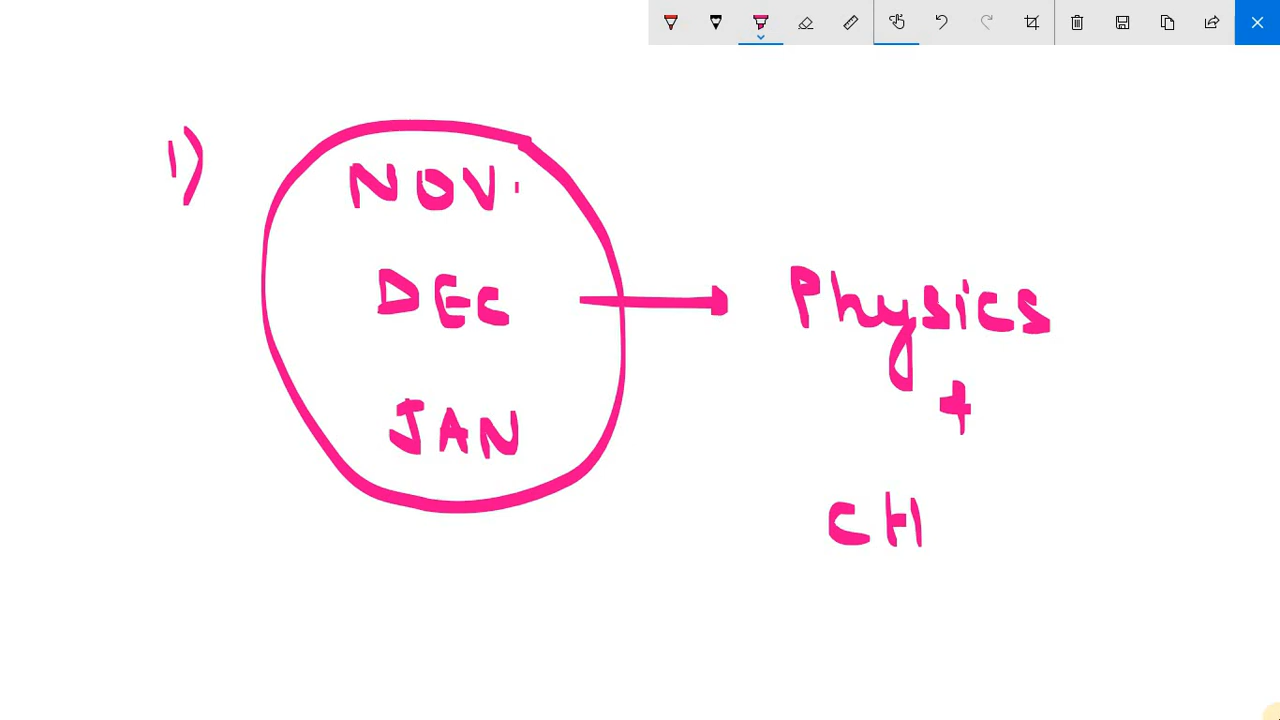 1)
NOV.
DEC → Physics
+
JAN
CH